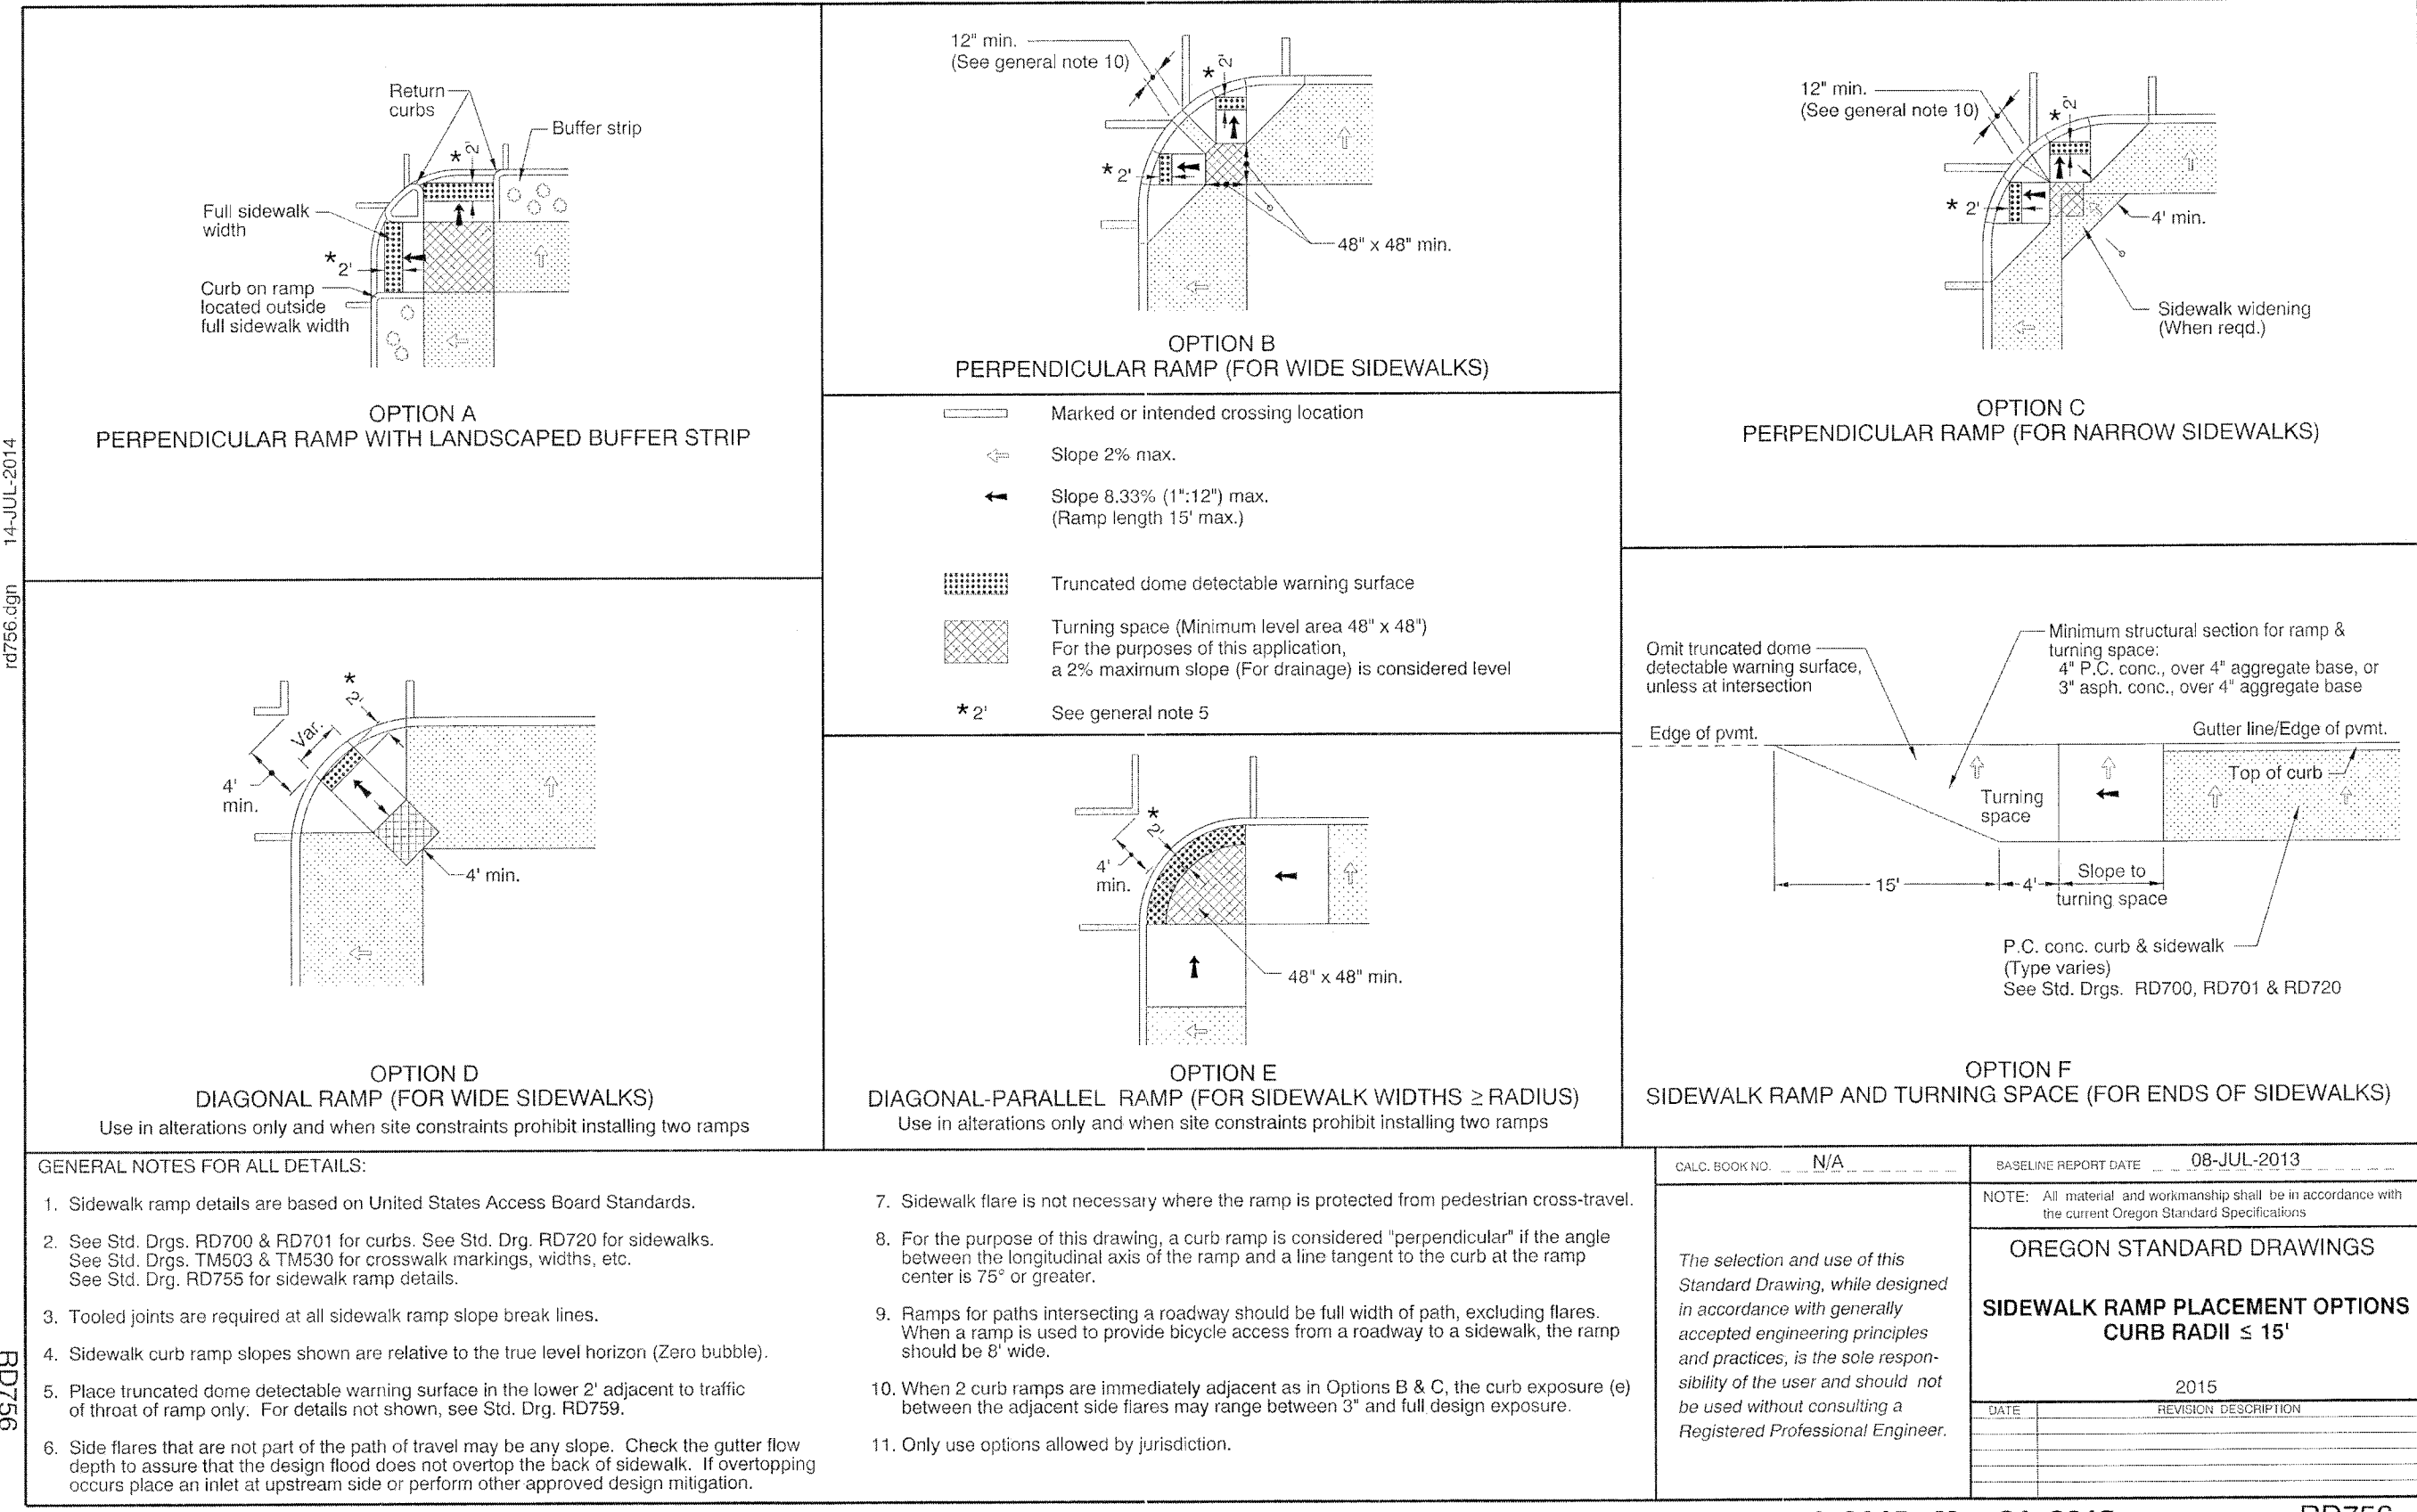 Return
curbs
Buffer strip
* 2'
Full sidewalk
width
* 2'
Curb on ramp
located outside
full sidewalk width
OPTION A
PERPENDICULAR RAMP WITH LANDSCAPED BUFFER STRIP
12" min.
(See general note 10)
* 2'
* 2'
48" x 48" min.
OPTION B
PERPENDICULAR RAMP (FOR WIDE SIDEWALKS)
12" min.
(See general note 10)
* 2'
* 2'
4' min.
Sidewalk widening
(When reqd.)
OPTION C
PERPENDICULAR RAMP (FOR NARROW SIDEWALKS)
Marked or intended crossing location
Slope 2% max.
Slope 8.33% (1":12") max.
(Ramp length 15' max.)
Truncated dome detectable warning surface
Turning space (Minimum level area 48" x 48")
For the purposes of this application,
a 2% maximum slope (For drainage) is considered level
* 2' See general note 5
* 2'
Var.
4'
min.
4' min.
OPTION D
DIAGONAL RAMP (FOR WIDE SIDEWALKS)
Use in alterations only and when site constraints prohibit installing two ramps
* 2'
4'
min.
48" x 48" min.
OPTION E
DIAGONAL-PARALLEL RAMP (FOR SIDEWALK WIDTHS ≥ RADIUS)
Use in alterations only and when site constraints prohibit installing two ramps
Omit truncated dome
detectable warning surface,
unless at intersection
Minimum structural section for ramp &
turning space:
4" P.C. conc., over 4" aggregate base, or
3" asph. conc., over 4" aggregate base
Edge of pvmt.
Gutter line/Edge of pvmt.
Top of curb
Turning
space
15'
4'
Slope to
turning space
P.C. conc. curb & sidewalk
(Type varies)
See Std. Drgs. RD700, RD701 & RD720
OPTION F
SIDEWALK RAMP AND TURNING SPACE (FOR ENDS OF SIDEWALKS)
GENERAL NOTES FOR ALL DETAILS:
1. Sidewalk ramp details are based on United States Access Board Standards.
2. See Std. Drgs. RD700 & RD701 for curbs. See Std. Drg. RD720 for sidewalks.
See Std. Drgs. TM503 & TM530 for crosswalk markings, widths, etc.
See Std. Drg. RD755 for sidewalk ramp details.
3. Tooled joints are required at all sidewalk ramp slope break lines.
4. Sidewalk curb ramp slopes shown are relative to the true level horizon (Zero bubble).
5. Place truncated dome detectable warning surface in the lower 2' adjacent to traffic
of throat of ramp only. For details not shown, see Std. Drg. RD759.
6. Side flares that are not part of the path of travel may be any slope. Check the gutter flow
depth to assure that the design flood does not overtop the back of sidewalk. If overtopping
occurs place an inlet at upstream side or perform other approved design mitigation.
7. Sidewalk flare is not necessary where the ramp is protected from pedestrian cross-travel.
8. For the purpose of this drawing, a curb ramp is considered "perpendicular" if the angle
between the longitudinal axis of the ramp and a line tangent to the curb at the ramp
center is 75° or greater.
9. Ramps for paths intersecting a roadway should be full width of path, excluding flares.
When a ramp is used to provide bicycle access from a roadway to a sidewalk, the ramp
should be 8' wide.
10. When 2 curb ramps are immediately adjacent as in Options B & C, the curb exposure (e)
between the adjacent side flares may range between 3" and full design exposure.
11. Only use options allowed by jurisdiction.
CALC. BOOK NO. N/A
BASELINE REPORT DATE 08-JUL-2013
The selection and use of this
Standard Drawing, while designed
in accordance with generally
accepted engineering principles
and practices, is the sole respon-
sibility of the user and should not
be used without consulting a
Registered Professional Engineer.
NOTE: All material and workmanship shall be in accordance with
the current Oregon Standard Specifications
OREGON STANDARD DRAWINGS
SIDEWALK RAMP PLACEMENT OPTIONS
CURB RADII ≤ 15'
2015
DATE REVISION DESCRIPTION
rd756.dgn 14-JUL-2014
RD756
RD756